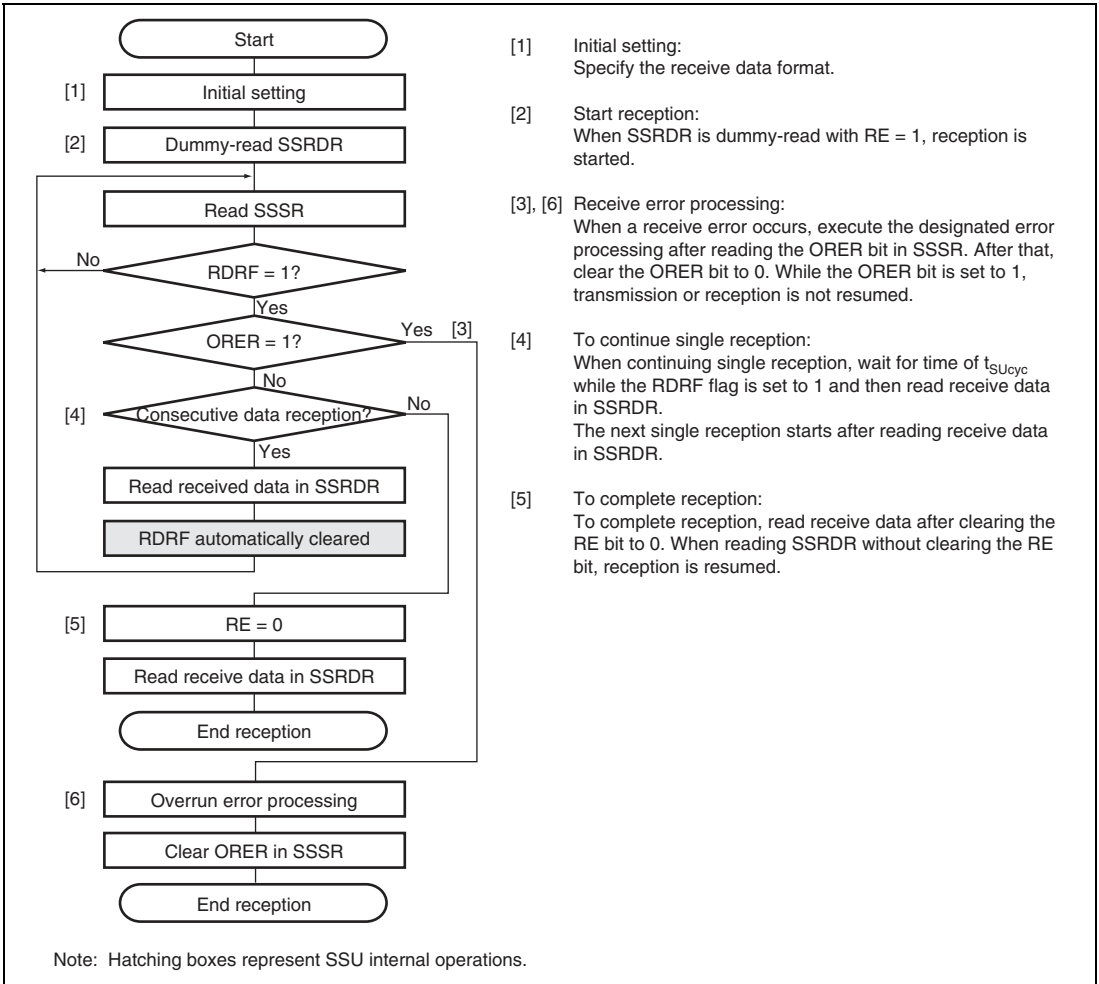 Start
[1] Initial setting
[2] Dummy-read SSRDR
Read SSSR
No
RDRF = 1?
Yes
ORER = 1?
Yes [3]
No
[4] Consecutive data reception?
No
Yes
Read received data in SSRDR
RDRF automatically cleared
[5] RE = 0
Read receive data in SSRDR
End reception
[6] Overrun error processing
Clear ORER in SSSR
End reception
[1] Initial setting:
Specify the receive data format.
[2] Start reception:
When SSRDR is dummy-read with RE = 1, reception is
started.
[3], [6] Receive error processing:
When a receive error occurs, execute the designated error
processing after reading the ORER bit in SSSR. After that,
clear the ORER bit to 0. While the ORER bit is set to 1,
transmission or reception is not resumed.
[4] To continue single reception:
When continuing single reception, wait for time of tSUcyc
while the RDRF flag is set to 1 and then read receive data
in SSRDR.
The next single reception starts after reading receive data
in SSRDR.
[5] To complete reception:
To complete reception, read receive data after clearing the
RE bit to 0. When reading SSRDR without clearing the RE
bit, reception is resumed.
Note: Hatching boxes represent SSU internal operations.